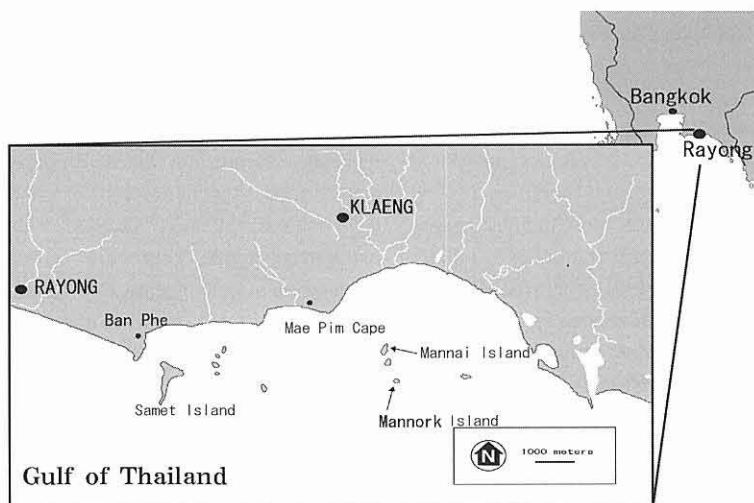 Bangkok
Rayong
KLAENG
RAYONG
Ban Phe
Mae Pim Cape
Mannai Island
Samet Island
Mannork Island
N
1000 meters
Gulf of Thailand